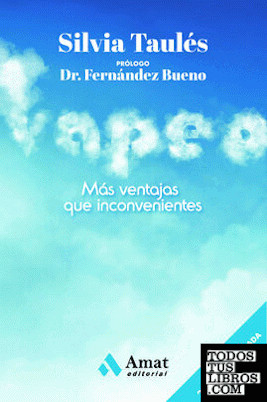 Silvia Taulés
PRÓLOGO
Dr. Fernández Bueno
vapeo
Más ventajas
que inconvenientes
Amat
editorial
TODOS
TUS
LIBROS
.COM